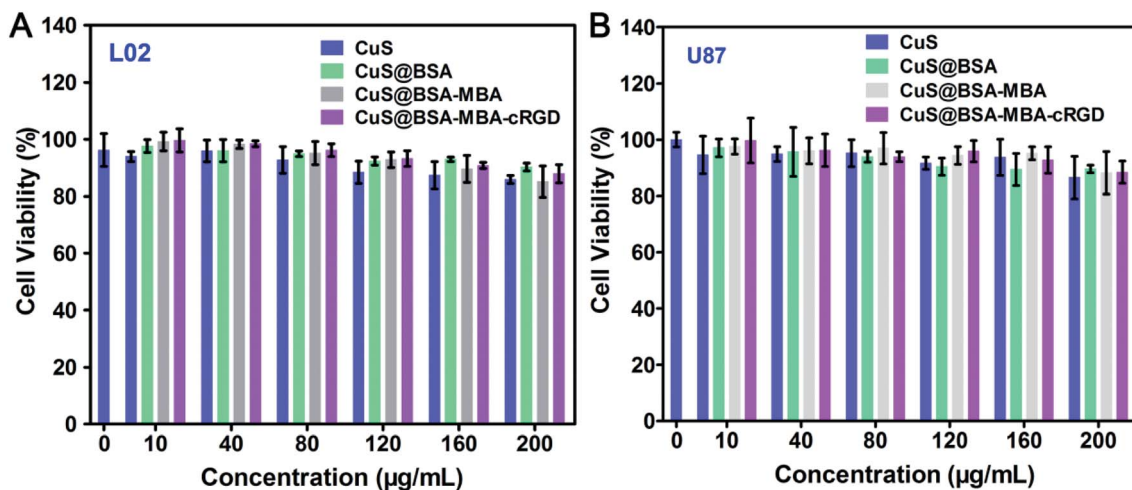 A
L02
CuS
CuS@BSA
CuS@BSA-MBA
CuS@BSA-MBA-cRGD
Cell Viability (%)
140
120
100
80
60
40
20
0
0 10 40 80 120 160 200
Concentration (µg/mL)
B
U87
CuS
CuS@BSA
CuS@BSA-MBA
CuS@BSA-MBA-cRGD
Cell Viability (%)
140
120
100
80
60
40
20
0
0 10 40 80 120 160 200
Concentration (µg/mL)